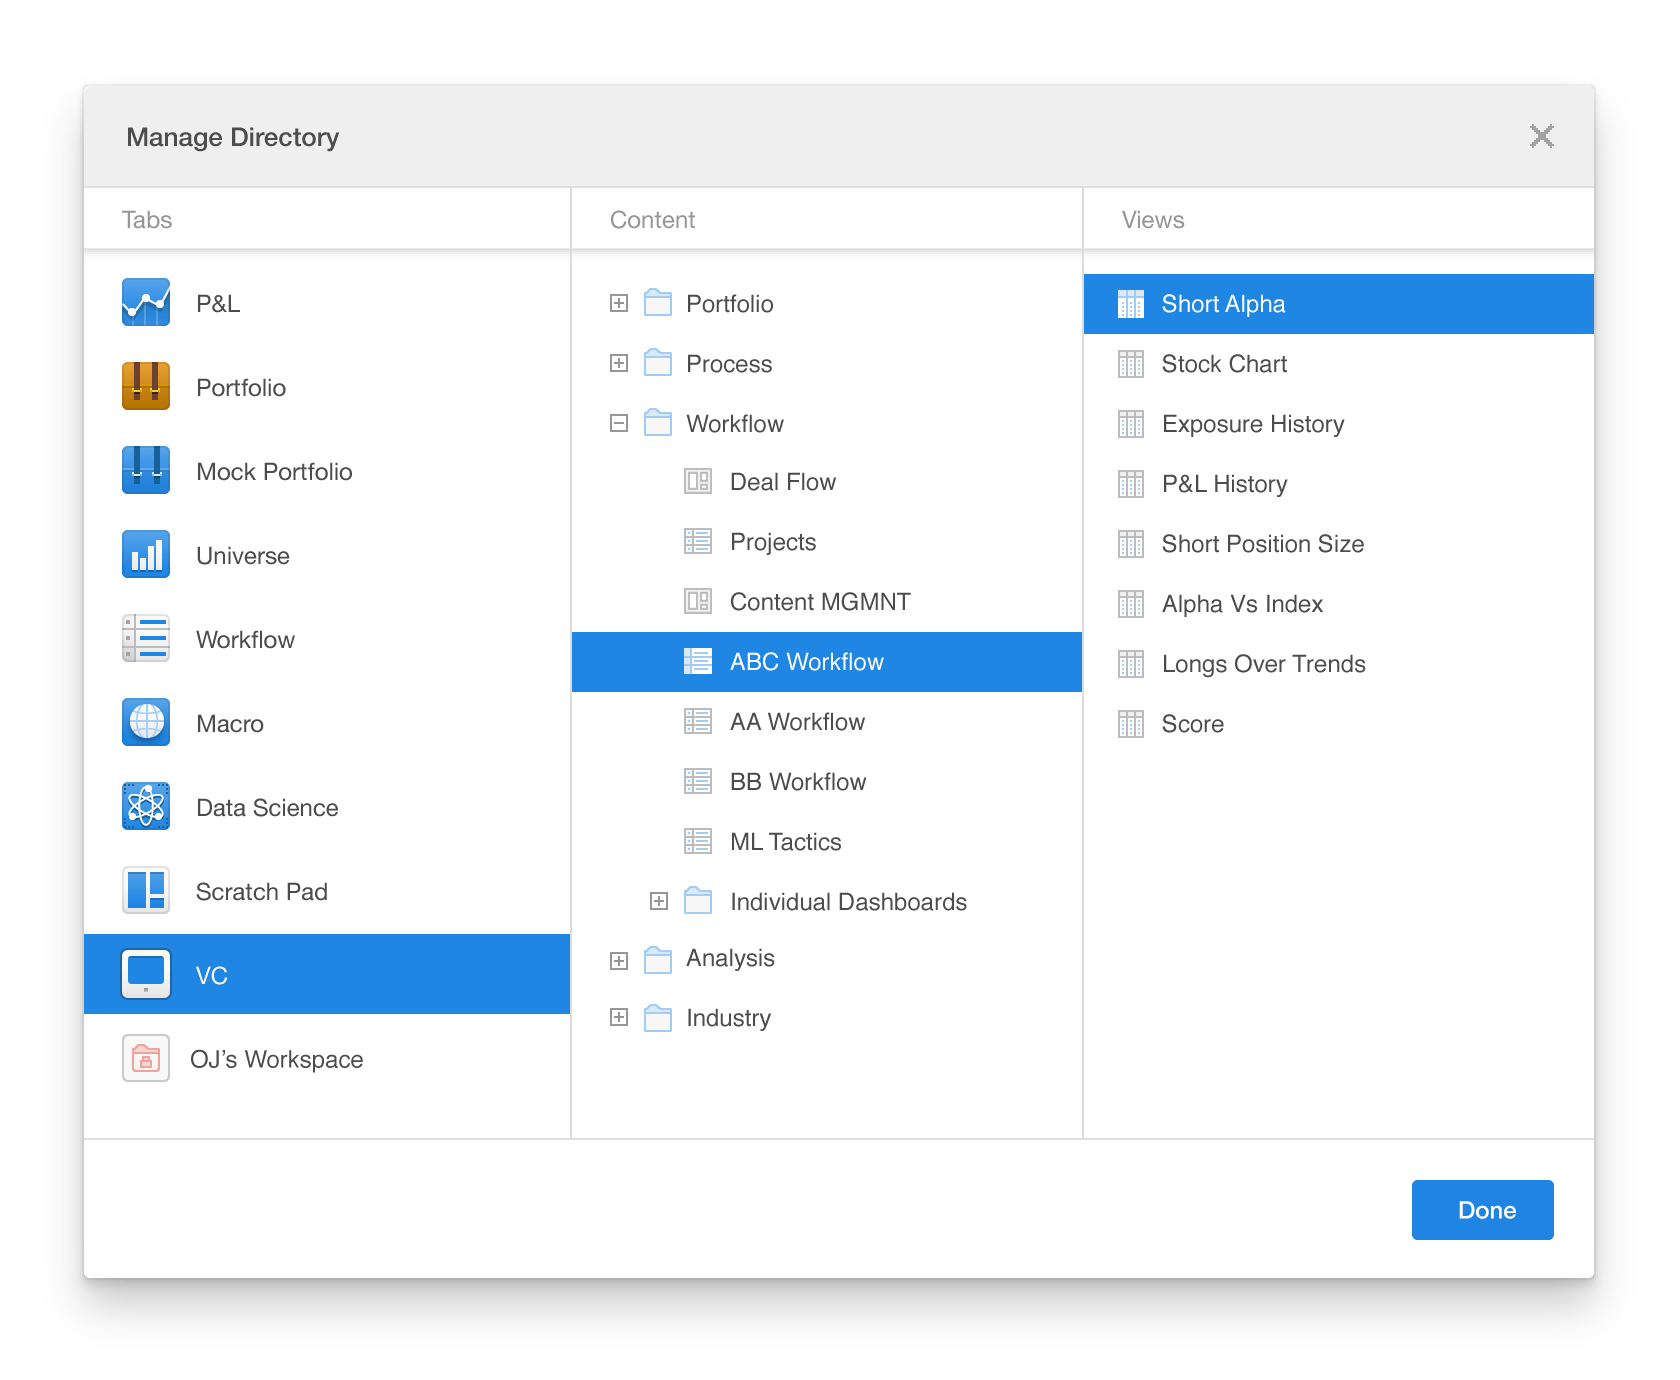 Manage Directory
Tabs
Content
Views
P&L
Portfolio
Mock Portfolio
Universe
Workflow
Macro
Data Science
Scratch Pad
VC
OJ’s Workspace
Portfolio
Process
Workflow
Deal Flow
Projects
Content MGMNT
ABC Workflow
AA Workflow
BB Workflow
ML Tactics
Individual Dashboards
Analysis
Industry
Short Alpha
Stock Chart
Exposure History
P&L History
Short Position Size
Alpha Vs Index
Longs Over Trends
Score
Done